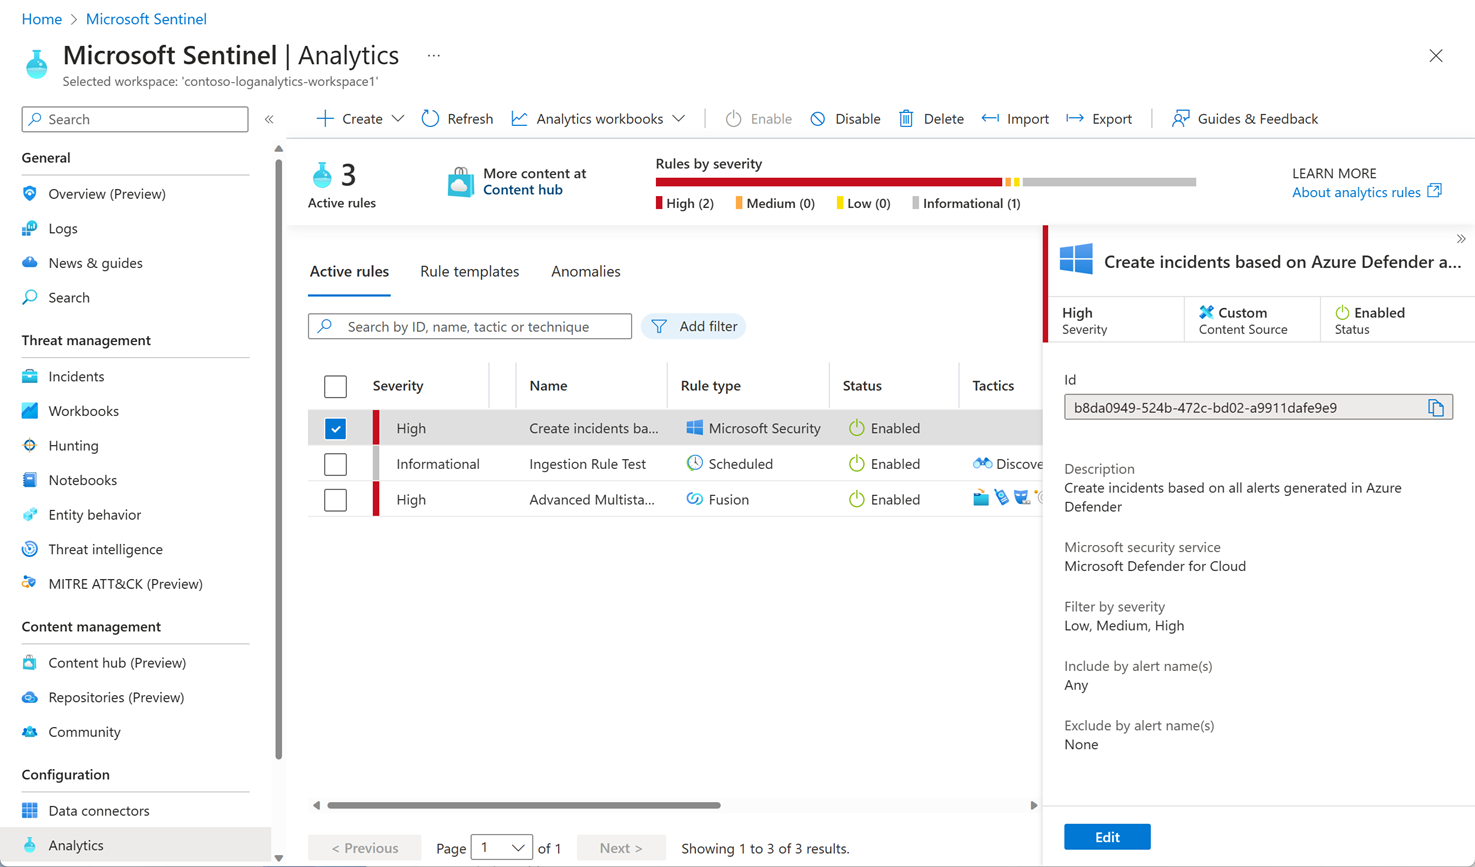 Home > Microsoft Sentinel
Microsoft Sentinel | Analytics ...
Selected workspace: 'contoso-loganalytics-workspace1'
Search «
Create Refresh Analytics workbooks Enable Disable Delete Import Export Guides & Feedback
General
Overview (Preview)
Logs
News & guides
Search
Threat management
Incidents
Workbooks
Hunting
Notebooks
Entity behavior
Threat intelligence
MITRE ATT&CK (Preview)
Content management
Content hub (Preview)
Repositories (Preview)
Community
Configuration
Data connectors
Analytics
3
Active rules
More content at
Content hub
Rules by severity
High (2) Medium (0) Low (0) Informational (1)
LEARN MORE
About analytics rules
Active rules Rule templates Anomalies
Search by ID, name, tactic or technique Add filter
Severity Name Rule type Status Tactics
High Create incidents ba... Microsoft Security Enabled
Informational Ingestion Rule Test Scheduled Enabled Discove
High Advanced Multista... Fusion Enabled
< Previous Page 1 of 1 Next > Showing 1 to 3 of 3 results.
»
Create incidents based on Azure Defender a...
High
Severity
Custom
Content Source
Enabled
Status
Id
b8da0949-524b-472c-bd02-a9911dafe9e9
Description
Create incidents based on all alerts generated in Azure
Defender
Microsoft security service
Microsoft Defender for Cloud
Filter by severity
Low, Medium, High
Include by alert name(s)
Any
Exclude by alert name(s)
None
Edit